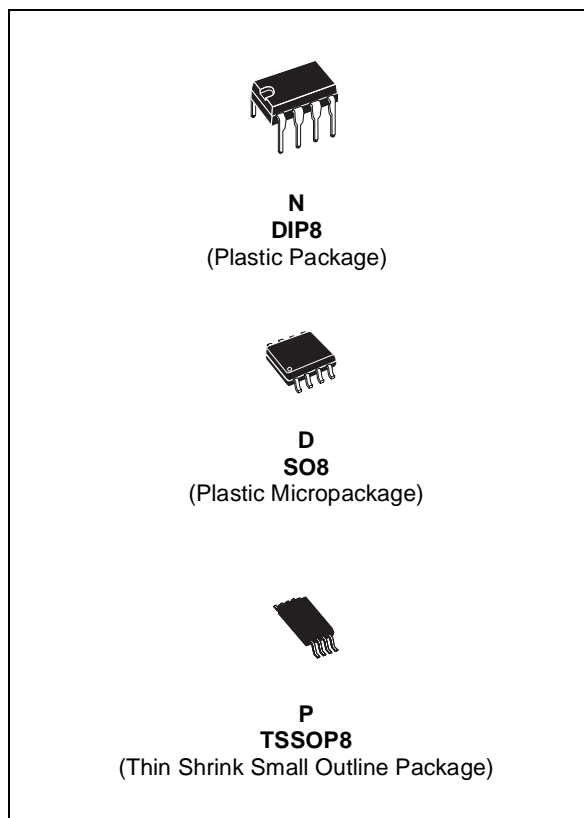 N
DIP8
(Plastic Package)
D
SO8
(Plastic Micropackage)
P
TSSOP8
(Thin Shrink Small Outline Package)